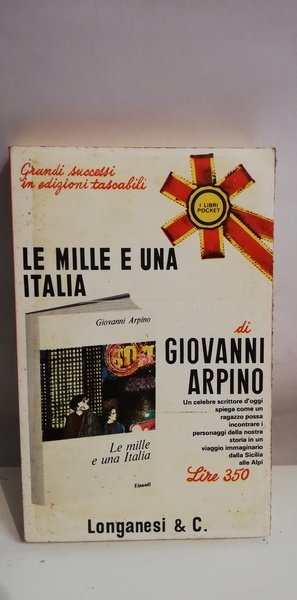 Grandi successi
in edizioni tascabili
I LIBRI
POCKET
LE MILLE E UNA
ITALIA
di
GIOVANNI
ARPINO
Giovanni Arpino
Le mille
e una Italia
Einaudi
Un celebre scrittore d'oggi
spiega come un
ragazzo possa
incontrare i
personaggi della nostra
storia in un
viaggio immaginario
dalla Sicilia
alle Alpi
Lire 350
Longanesi & C.